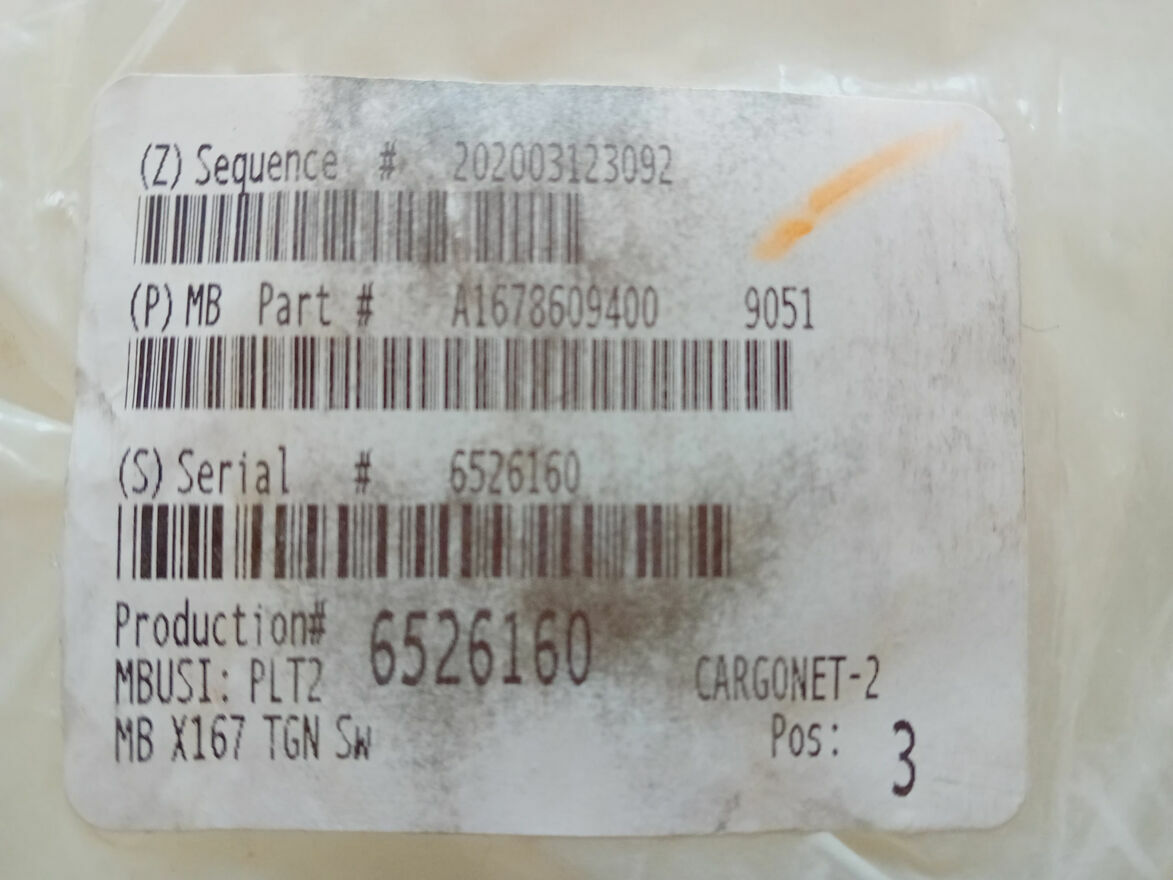 (Z) Sequence # 202003123092
(P) MB Part # A1678609400 9051
(S) Serial # 6526160
Production# 6526160
MBUSI: PLT2 CARGONET-2
MB X167 TGN Sw Pos: 3